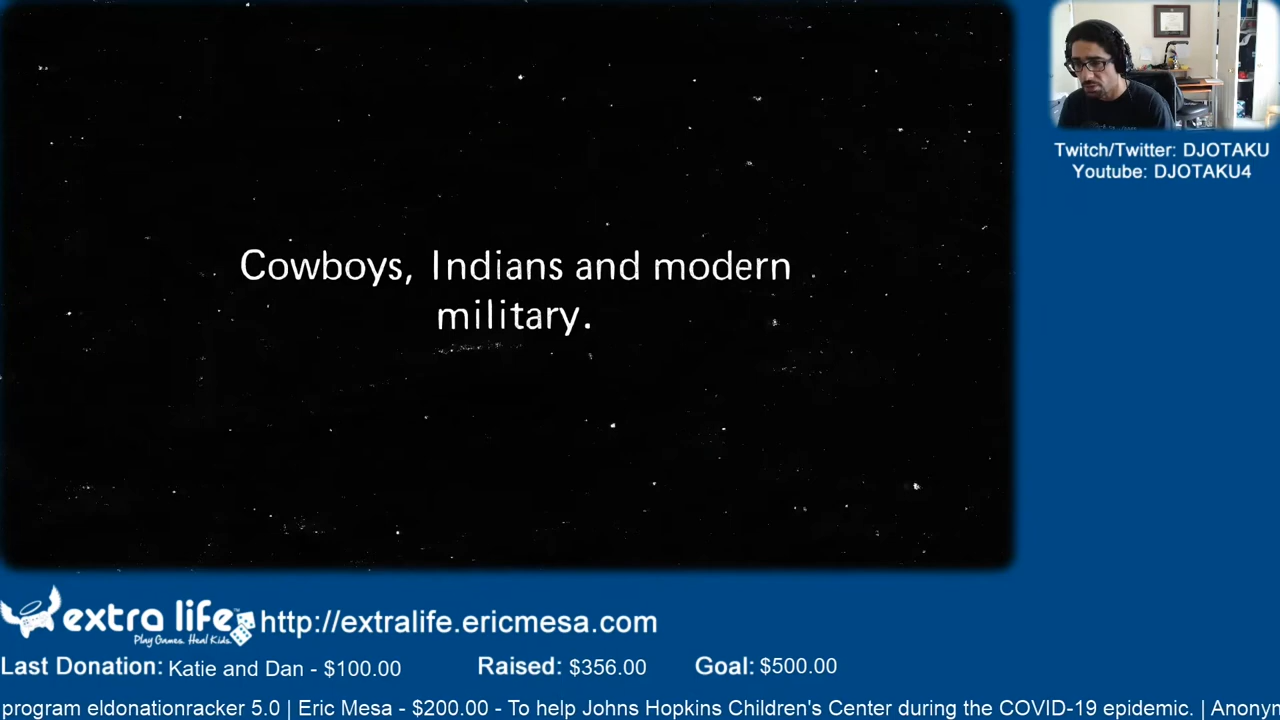 Cowboys, Indians and modern
military.
Twitch/Twitter: DJOTAKU
Youtube: DJOTAKU4
extra life
Play Games. Heal Kids.
http://extralife.ericmesa.com
Last Donation: Katie and Dan - $100.00
Raised: $356.00
Goal: $500.00
program eldonationracker 5.0 | Eric Mesa - $200.00 - To help Johns Hopkins Children's Center during the COVID-19 epidemic. | Anonyn